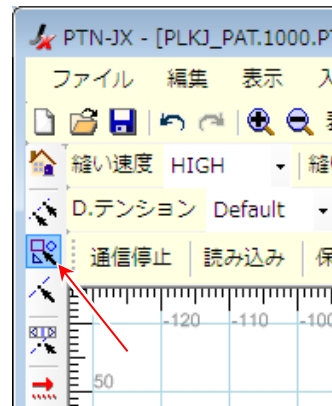 PTN-JX - [PLKJ_PAT.1000.P
ファイル 編集 表示
縫い速度 HIGH 縫
D.テンション Default
通信停止 読み込み 保
-120 -110 -100
50